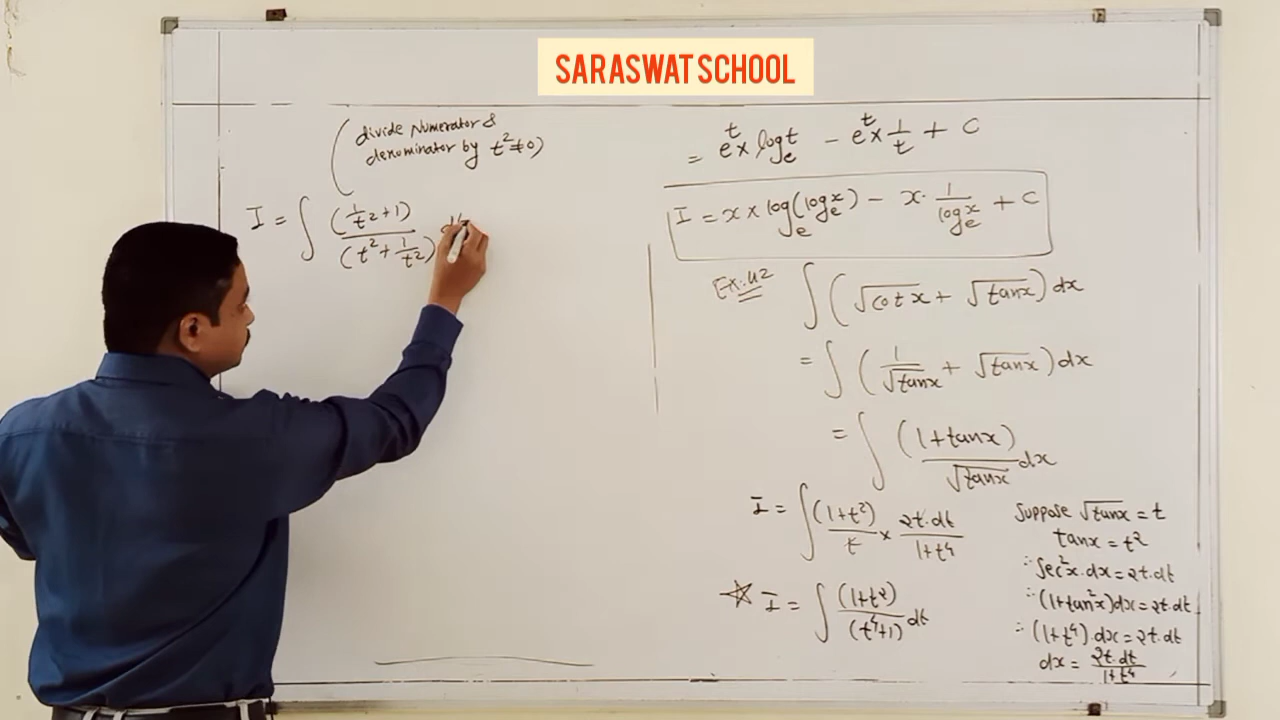 SARASWAT SCHOOL
(divide Numerator &
denominator by t² ≠ 0)
I = ∫ (1/t² + 1) / (t² + 1/t²) dt
= e^t × log_e t − e^t × 1/t + C
I = x × log_e (log_e x) − x · 1/log_e x + C
Ex:42 ∫ (√cot x + √tanx) dx
= ∫ (1/√tanx + √tanx) dx
= ∫ (1+tanx)/√tanx dx
I = ∫ (1+t²)/t × 2t·dt/1+t⁴
☆ I = ∫ (1+t²)/(t⁴+1) dt
Suppose √tanx = t
tanx = t²
∴ Sec²x·dx = 2t·dt
∴ (1+tan²x)dx = 2t·dt
∴ (1+t⁴)·dx = 2t·dt
dx = 2t·dt/1+t⁴